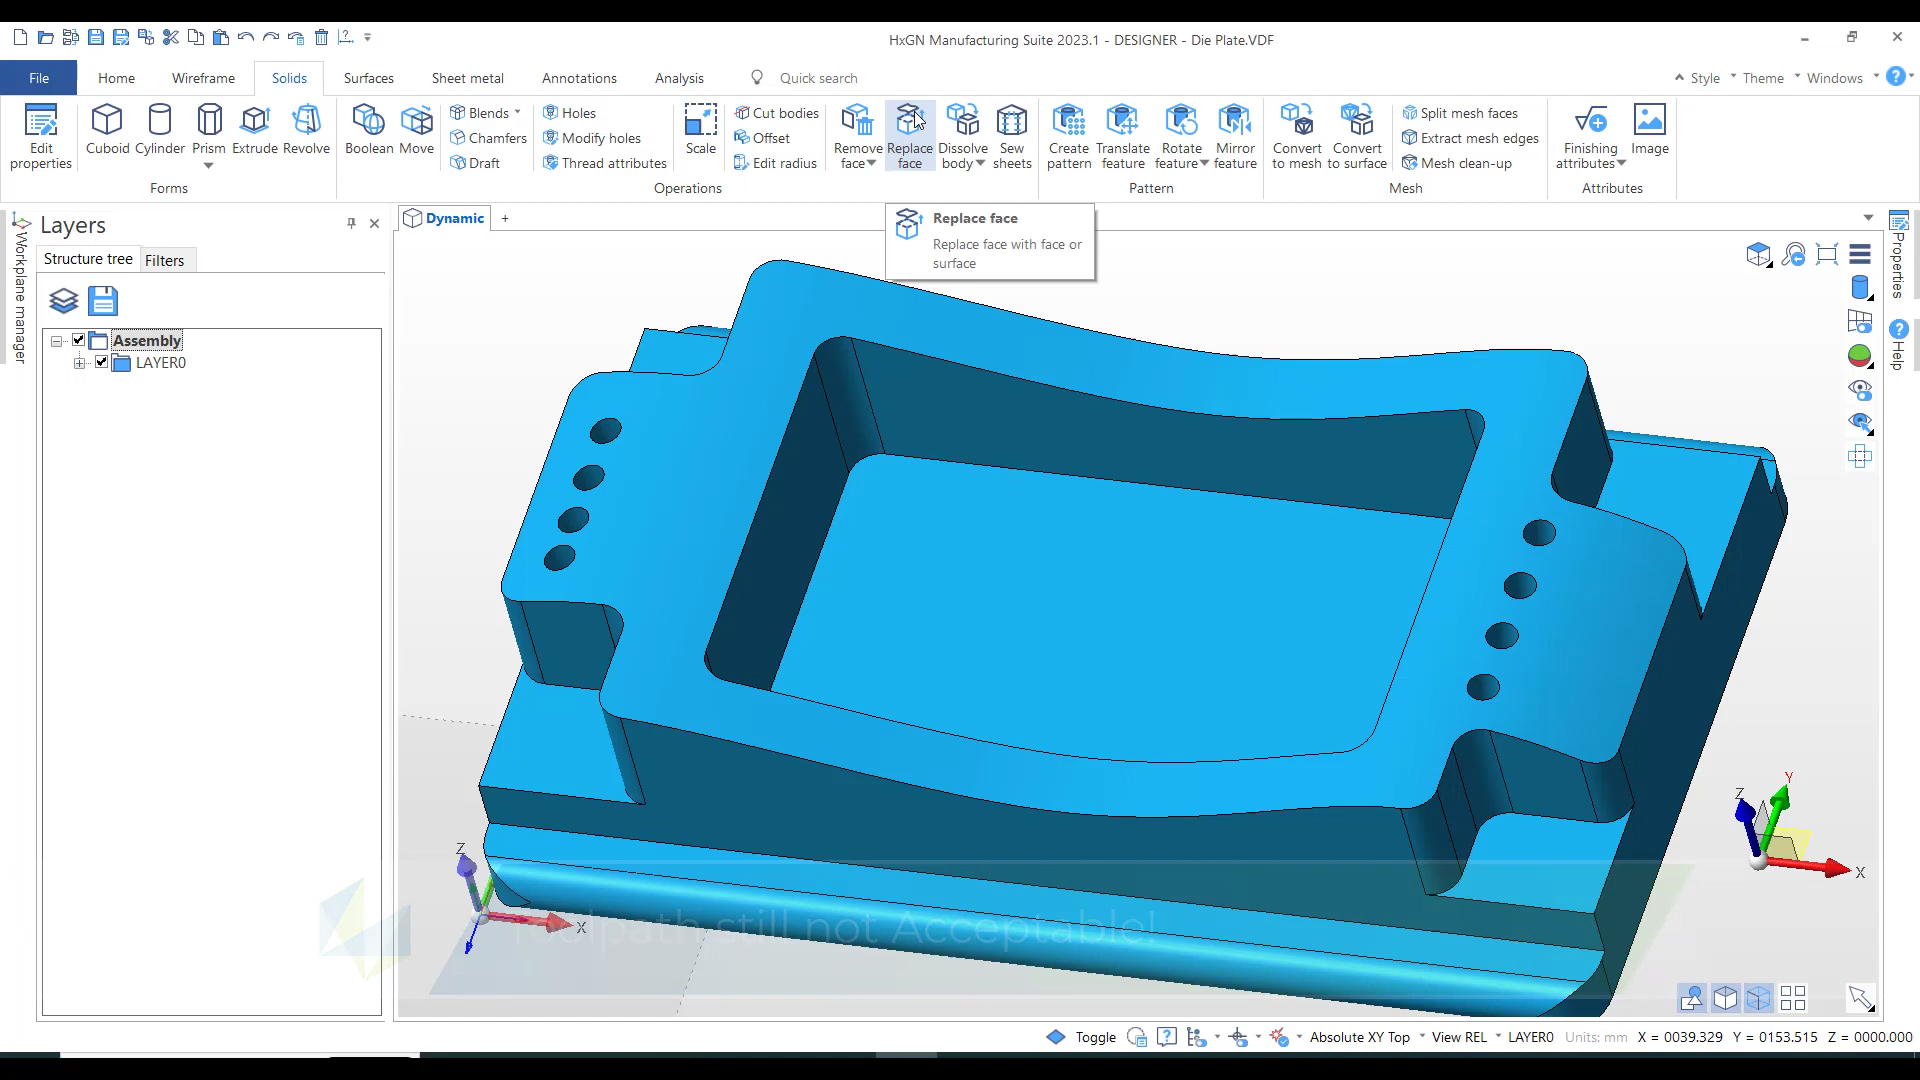 HxGN Manufacturing Suite 2023.1 - DESIGNER - Die Plate.VDF
File Home Wireframe Solids Surfaces Sheet metal Annotations Analysis Quick search Style Theme Windows
Edit properties Cuboid Cylinder Prism Extrude Revolve
Forms
Boolean Move Blends Chamfers Draft Holes Modify holes Thread attributes Scale Cut bodies Offset Edit radius Remove face Replace face Dissolve body Sew sheets
Operations
Create pattern Translate feature Rotate feature Mirror feature
Pattern
Convert to mesh Convert to surface Split mesh faces Extract mesh edges Mesh clean-up
Mesh
Finishing attributes Image
Attributes
Workplane manager
Layers
Structure tree Filters
Assembly
LAYER0
Dynamic +
Replace face
Replace face with face or
surface
Properties
Help
Z
X
Z
Y
X
Toolpath still not Acceptable!
Toggle Absolute XY Top View REL LAYER0 Units: mm X = 0039.329 Y = 0153.515 Z = 0000.000